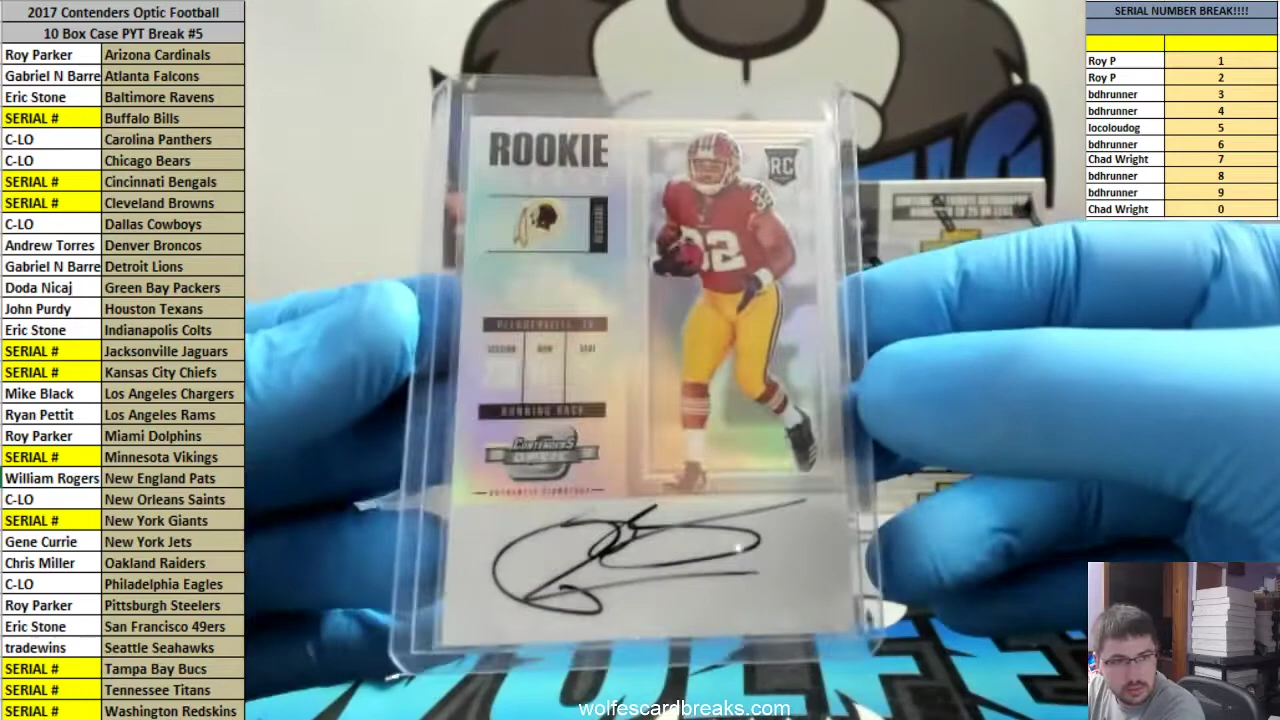 2017 Contenders Optic Football
10 Box Case PYT Break #5
Roy Parker Arizona Cardinals
Gabriel N Barre Atlanta Falcons
Eric Stone Baltimore Ravens
SERIAL # Buffalo Bills
C-LO Carolina Panthers
C-LO Chicago Bears
SERIAL # Cincinnati Bengals
SERIAL # Cleveland Browns
C-LO Dallas Cowboys
Andrew Torres Denver Broncos
Gabriel N Barre Detroit Lions
Doda Nicaj Green Bay Packers
John Purdy Houston Texans
Eric Stone Indianapolis Colts
SERIAL # Jacksonville Jaguars
SERIAL # Kansas City Chiefs
Mike Black Los Angeles Chargers
Ryan Pettit Los Angeles Rams
Roy Parker Miami Dolphins
SERIAL # Minnesota Vikings
William Rogers New England Pats
C-LO New Orleans Saints
SERIAL # New York Giants
Gene Currie New York Jets
Chris Miller Oakland Raiders
C-LO Philadelphia Eagles
Roy Parker Pittsburgh Steelers
Eric Stone San Francisco 49ers
tradewins Seattle Seahawks
SERIAL # Tampa Bay Bucs
SERIAL # Tennessee Titans
SERIAL # Washington Redskins
ROOKIE
RC
32
RUNNING BACK
CONTENDERS
OPTIC
AUTHENTIC SIGNATURE
wolfescardbreaks.com
SERIAL NUMBER BREAK!!!!
Roy P 1
Roy P 2
bdhrunner 3
bdhrunner 4
locoloudog 5
bdhrunner 6
Chad Wright 7
bdhrunner 8
bdhrunner 9
Chad Wright 0